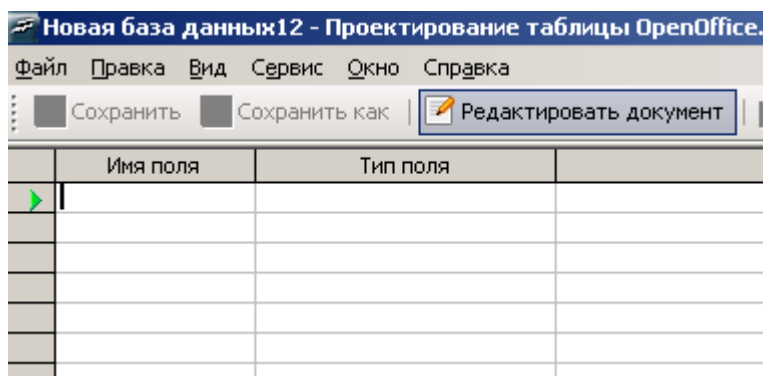 Новая база данных12 - Проектирование таблицы OpenOffice.
Файл Правка Вид Сервис Окно Справка
Сохранить Сохранить как Редактировать документ
Имя поля Тип поля